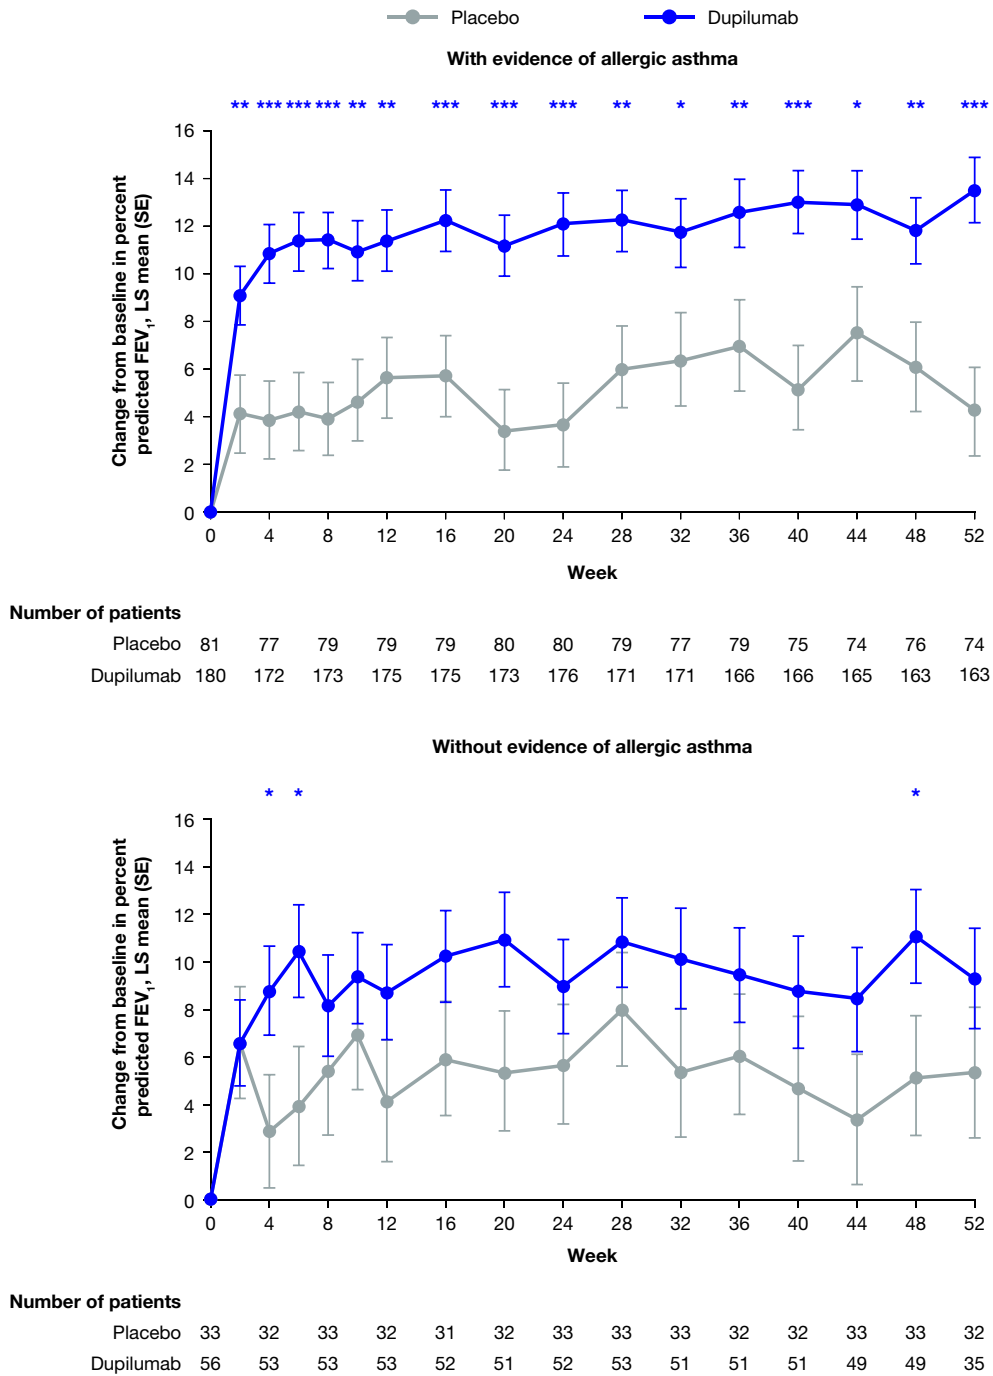 Placebo Dupilumab
With evidence of allergic asthma
** *** *** *** ** ** *** *** *** ** * ** *** * ** ***
Change from baseline in percent
predicted FEV1, LS mean (SE)
16
14
12
10
8
6
4
2
0
0 4 8 12 16 20 24 28 32 36 40 44 48 52
Week
Number of patients
Placebo 81 77 79 79 79 80 80 79 77 79 75 74 76 74
Dupilumab 180 172 173 175 175 173 176 171 171 166 166 165 163 163
Without evidence of allergic asthma
* * *
Change from baseline in percent
predicted FEV1, LS mean (SE)
16
14
12
10
8
6
4
2
0
0 4 8 12 16 20 24 28 32 36 40 44 48 52
Week
Number of patients
Placebo 33 32 33 32 31 32 33 33 33 32 32 33 33 32
Dupilumab 56 53 53 53 52 51 52 53 51 51 51 49 49 35